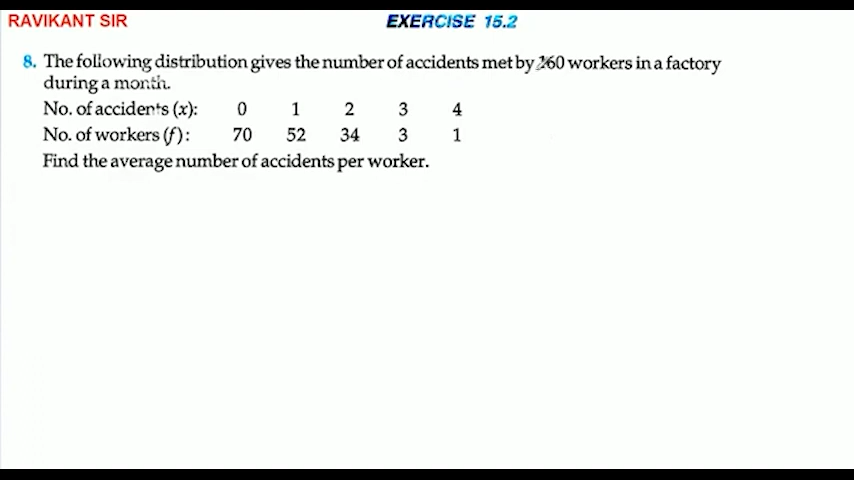 RAVIKANT SIR
EXERCISE 15.2
8. The following distribution gives the number of accidents met by 160 workers in a factory
during a month.
No. of accidents (x): 0 1 2 3 4
No. of workers (f): 70 52 34 3 1
Find the average number of accidents per worker.